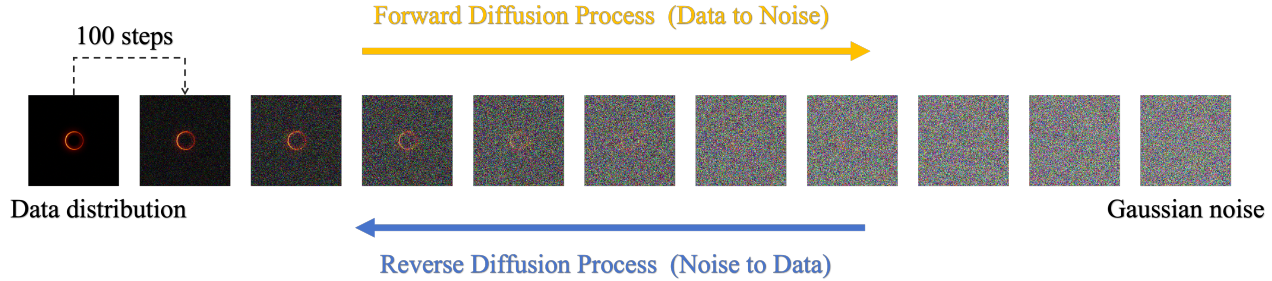 Forward Diffusion Process (Data to Noise)
100 steps
Data distribution
Gaussian noise
Reverse Diffusion Process (Noise to Data)